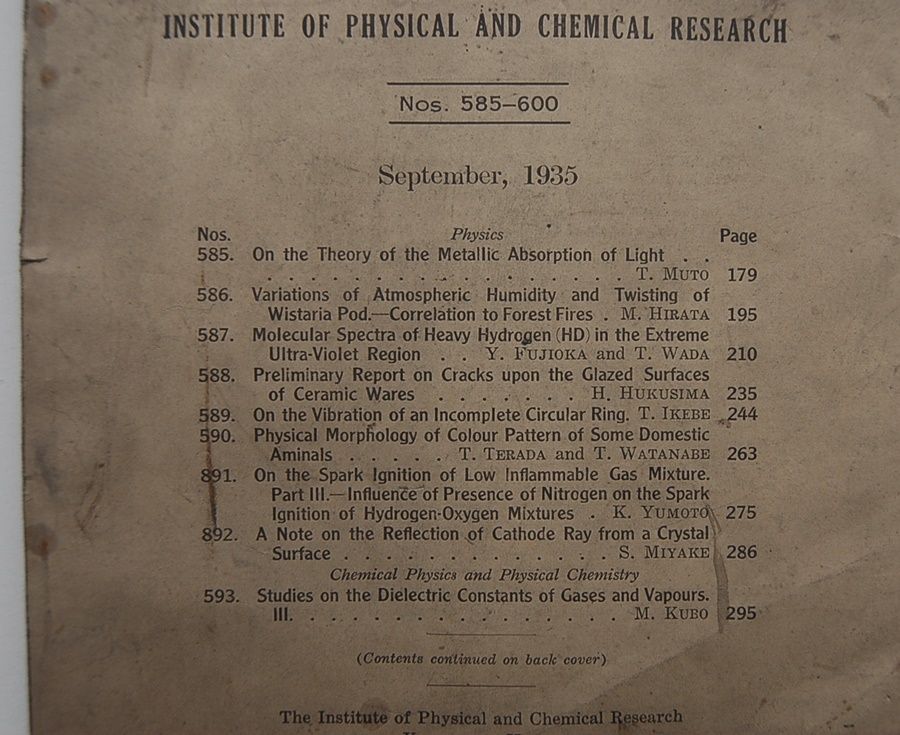 INSTITUTE OF PHYSICAL AND CHEMICAL RESEARCH
Nos. 585–600
September, 1935
Nos. Physics Page
585. On the Theory of the Metallic Absorption of Light . .
. . . . . . . . . . . . . . . . . . T. MUTO 179
586. Variations of Atmospheric Humidity and Twisting of
Wistaria Pod.—Correlation to Forest Fires . M. HIRATA 195
587. Molecular Spectra of Heavy Hydrogen (HD) in the Extreme
Ultra-Violet Region . . Y. FUJIOKA and T. WADA 210
588. Preliminary Report on Cracks upon the Glazed Surfaces
of Ceramic Wares . . . . . . . H. HUKUSIMA 235
589. On the Vibration of an Incomplete Circular Ring. T. IKEBE 244
590. Physical Morphology of Colour Pattern of Some Domestic
Aminals . . . . . T. TERADA and T. WATANABE 263
891. On the Spark Ignition of Low Inflammable Gas Mixture.
Part III.—Influence of Presence of Nitrogen on the Spark
Ignition of Hydrogen-Oxygen Mixtures . K. YUMOTO 275
892. A Note on the Reflection of Cathode Ray from a Crystal
Surface . . . . . . . . . . . . . S. MIYAKE 286
Chemical Physics and Physical Chemistry
593. Studies on the Dielectric Constants of Gases and Vapours.
III. . . . . . . . . . . . . . . . . M. KUBO 295
(Contents continued on back cover)
The Institute of Physical and Chemical Research